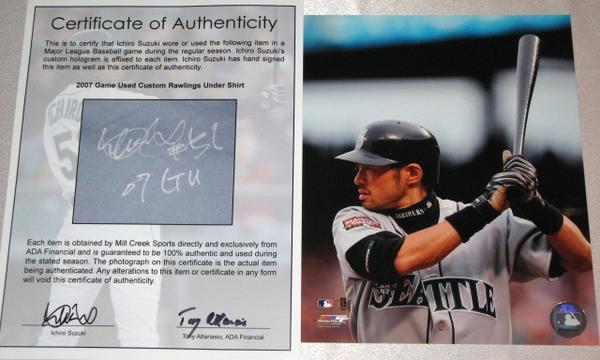 Certificate of Authenticity
This is to certify that Ichiro Suzuki wore or used the following item in a
Major League Baseball game during the regular season. Ichiro Suzuki's
custom hologram is affixed to each item. Ichiro Suzuki has hand signed
this item as well as this certificate of authenticity.
2007 Game Used Custom Rawlings Under Shirt
#51
07 GU
Each item is obtained by Mill Creek Sports directly and exclusively from
ADA Financial and is guaranteed to be 100% authentic and used during
the stated season. The photograph on this certificate is the actual item
being authenticated. Any alterations to this item or certificate in any form
will void this certificate of authenticity.
Ichiro Suzuki
Tony Attanasio
Tony Attanasio, ADA Financial
ICHIRO
5
MARINERS
SEATTLE